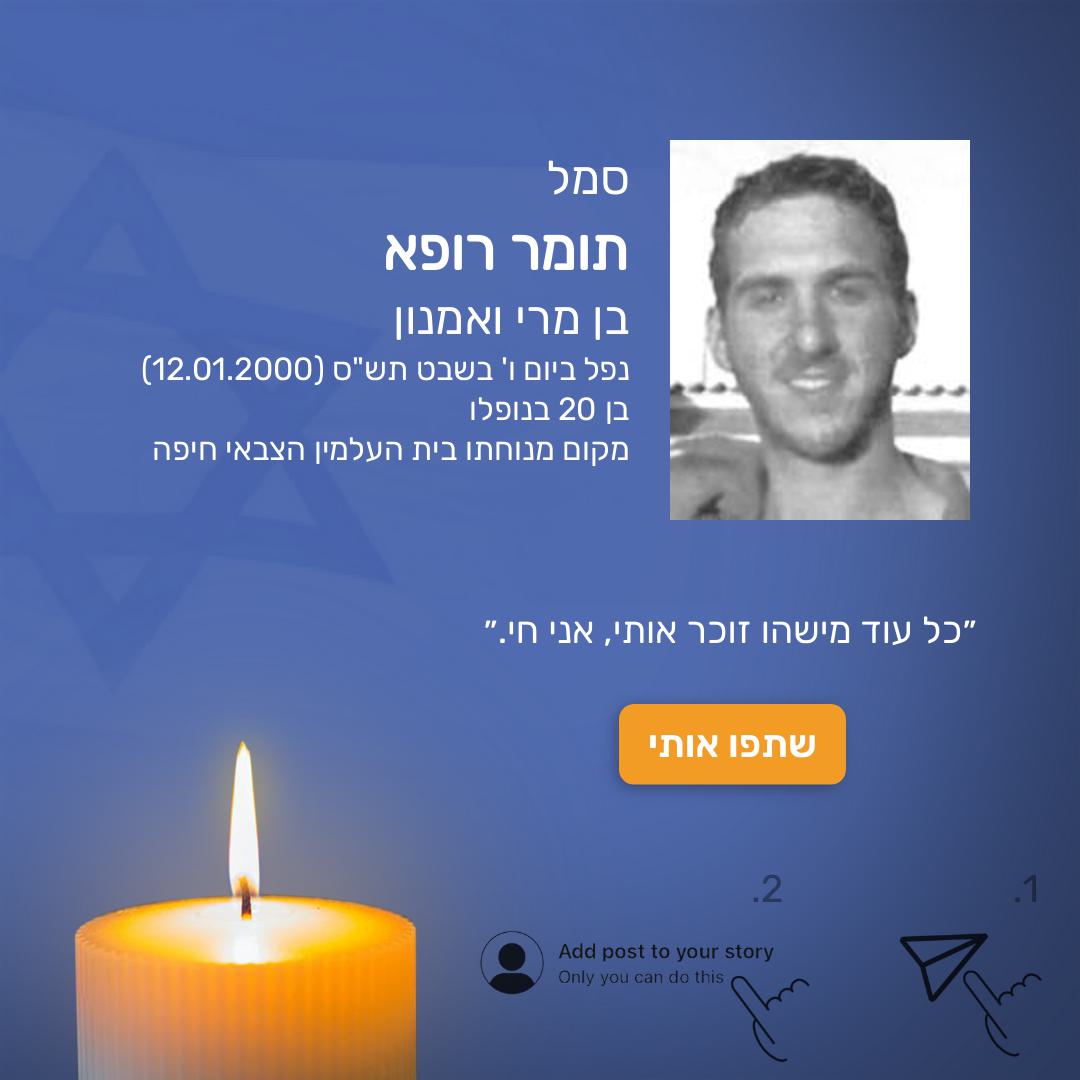 סמל
תומר רופא
בן מרי ואמנון
נפל ביום ו' בשבט תש"ס (12.01.2000)
בן 20 בנופלו
מקום מנוחתו בית העלמין הצבאי חיפה
״כל עוד מישהו זוכר אותי, אני חי.״
שתפו אותי
.1
.2
Add post to your story
Only you can do this